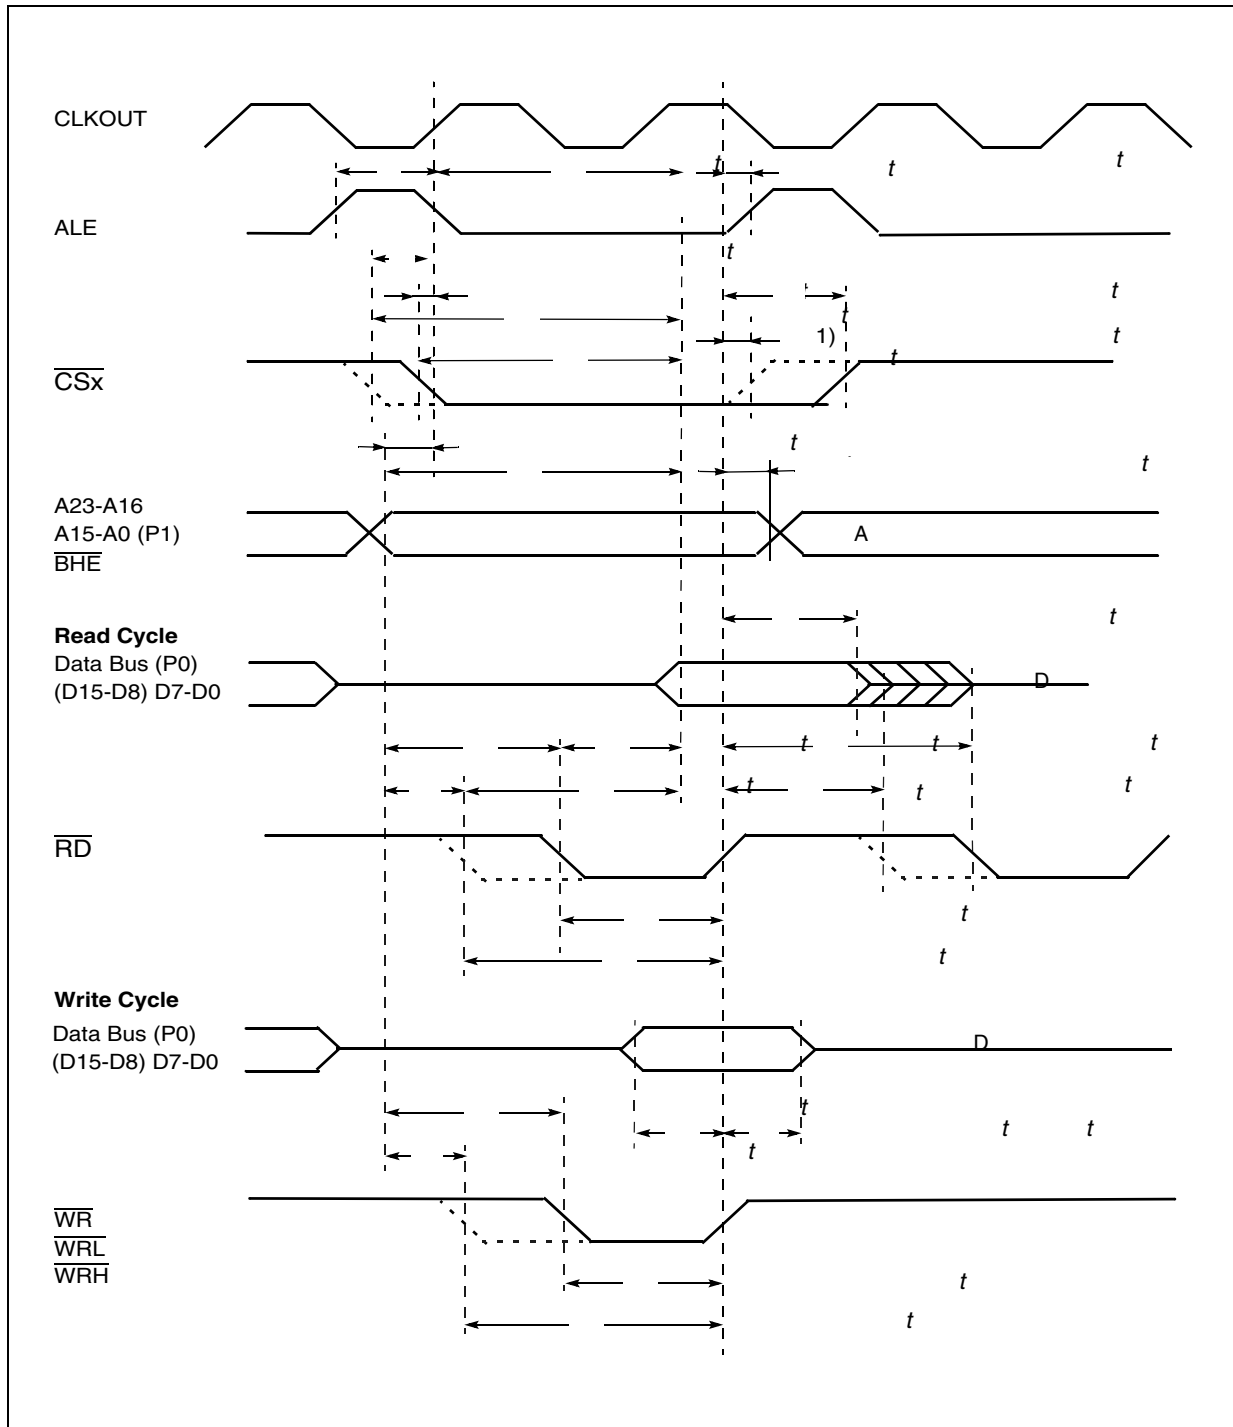 CLKOUT
t t t
ALE
t
t
t
1) t
CSx
t
t
t
A23-A16
A15-A0 (P1) A
BHE
t
Read Cycle
Data Bus (P0)
(D15-D8) D7-D0 D
t t t
t t t
RD
t
t
Write Cycle
Data Bus (P0) D
(D15-D8) D7-D0
t
t t
t
WR
WRL
WRH t
t